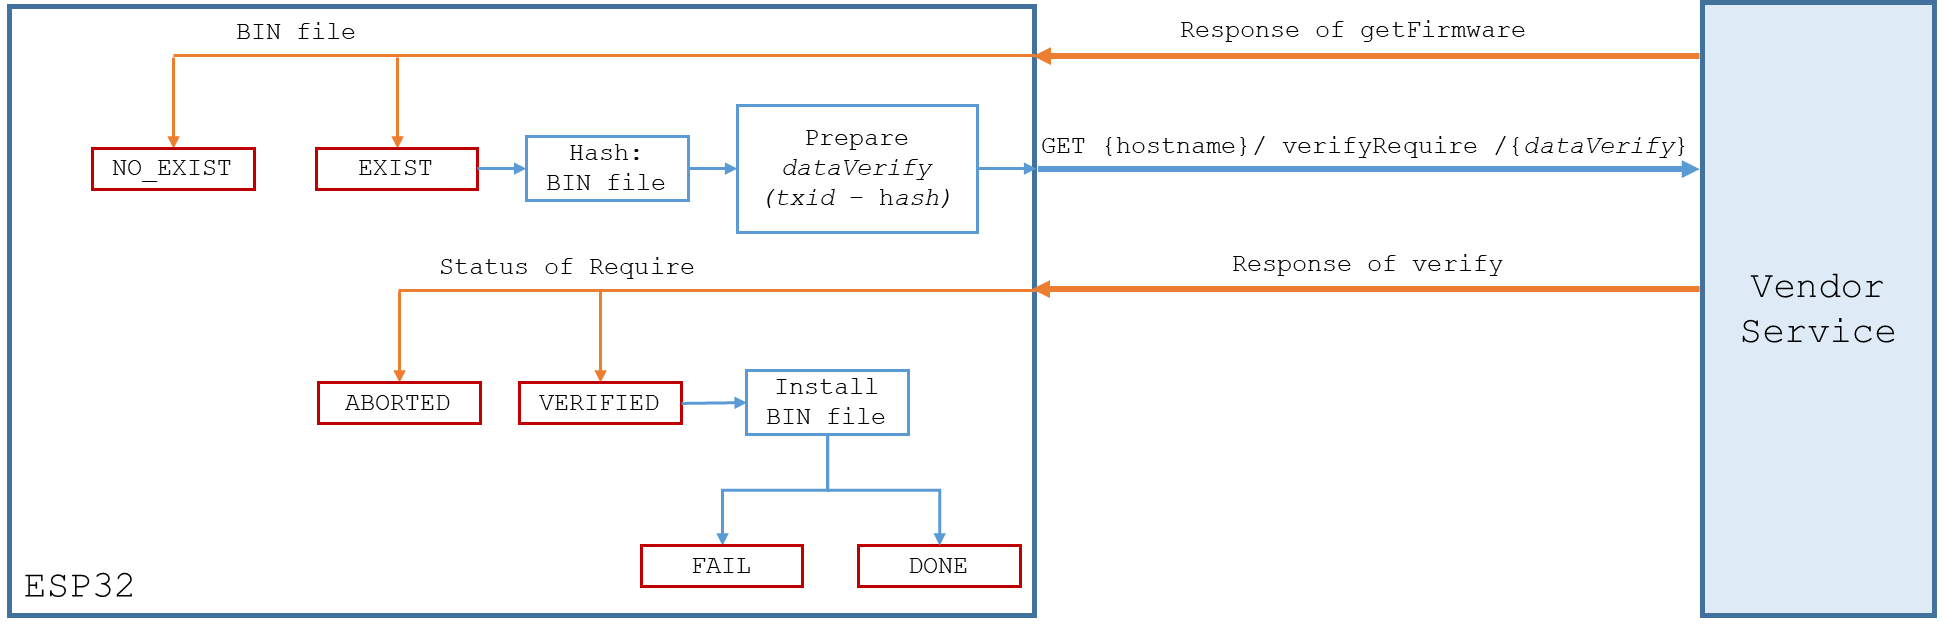 BIN file
Response of getFirmware
NO_EXIST
EXIST
Hash:
BIN file
Prepare
dataVerify
(txid – hash)
GET {hostname}/ verifyRequire /{dataVerify}
Status of Require
Response of verify
Vendor
Service
ABORTED
VERIFIED
Install
BIN file
FAIL
DONE
ESP32